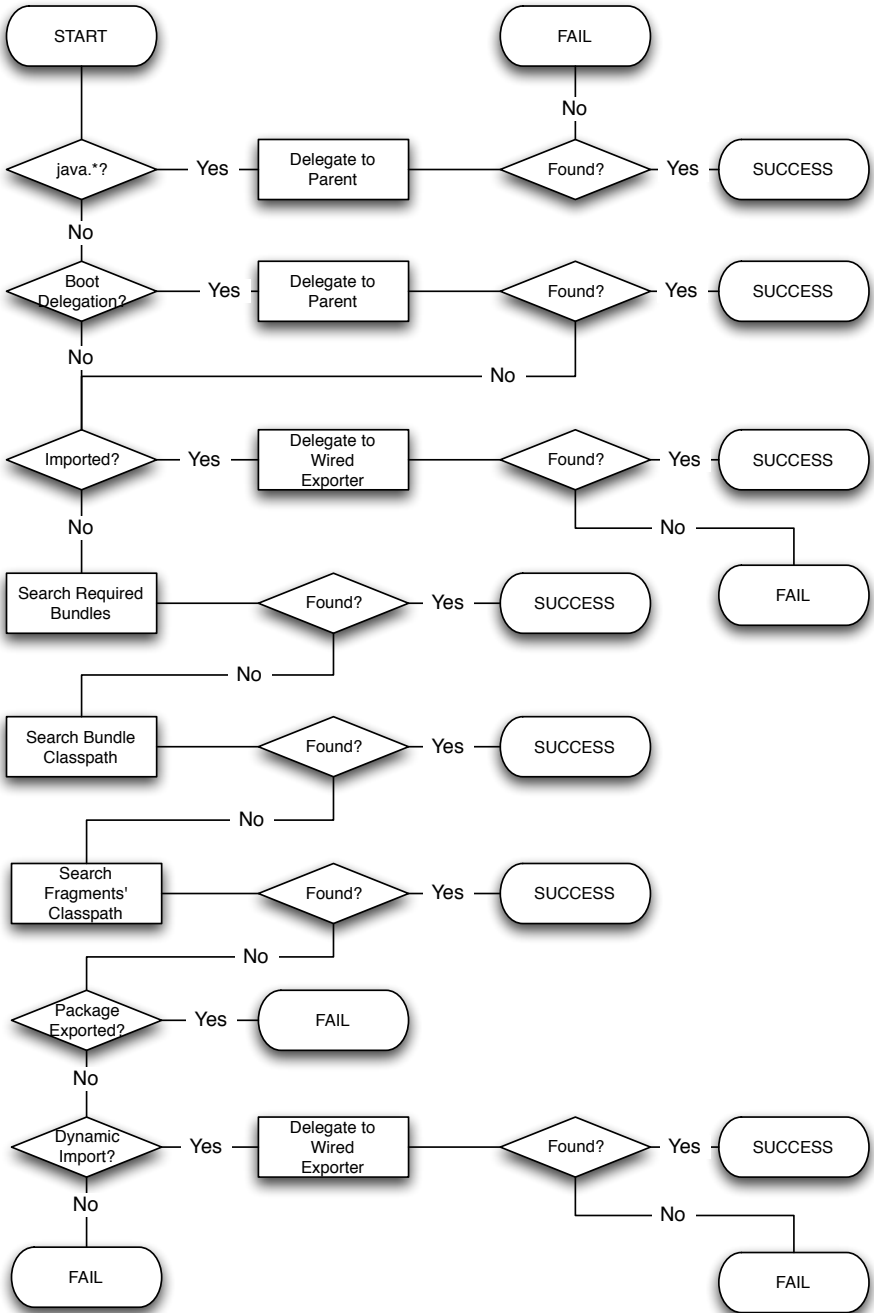 START
FAIL
No
java.*?
Yes
Delegate to
Parent
Found?
Yes
SUCCESS
No
Boot
Delegation?
Yes
Delegate to
Parent
Found?
Yes
SUCCESS
No
No
Imported?
Yes
Delegate to
Wired
Exporter
Found?
Yes
SUCCESS
No
No
Search Required
Bundles
Found?
Yes
SUCCESS
FAIL
No
Search Bundle
Classpath
Found?
Yes
SUCCESS
No
Search
Fragments'
Classpath
Found?
Yes
SUCCESS
No
Package
Exported?
Yes
FAIL
No
Dynamic
Import?
Yes
Delegate to
Wired
Exporter
Found?
Yes
SUCCESS
No
No
FAIL
FAIL